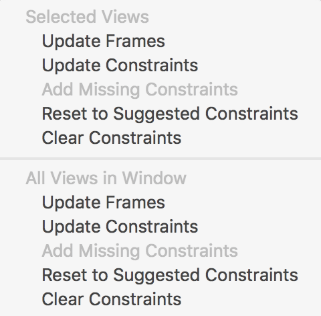 Selected Views
Update Frames
Update Constraints
Add Missing Constraints
Reset to Suggested Constraints
Clear Constraints
All Views in Window
Update Frames
Update Constraints
Add Missing Constraints
Reset to Suggested Constraints
Clear Constraints